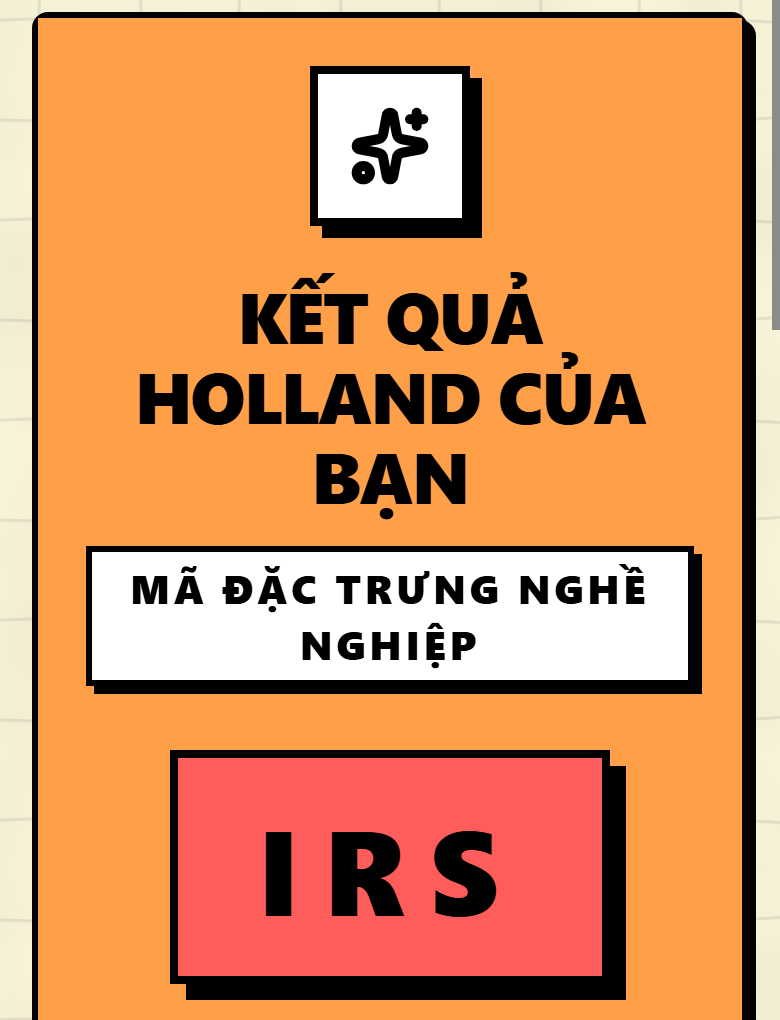 KẾT QUẢ
HOLLAND CỦA
BẠN
MÃ ĐẶC TRƯNG NGHỀ
NGHIỆP
IRS